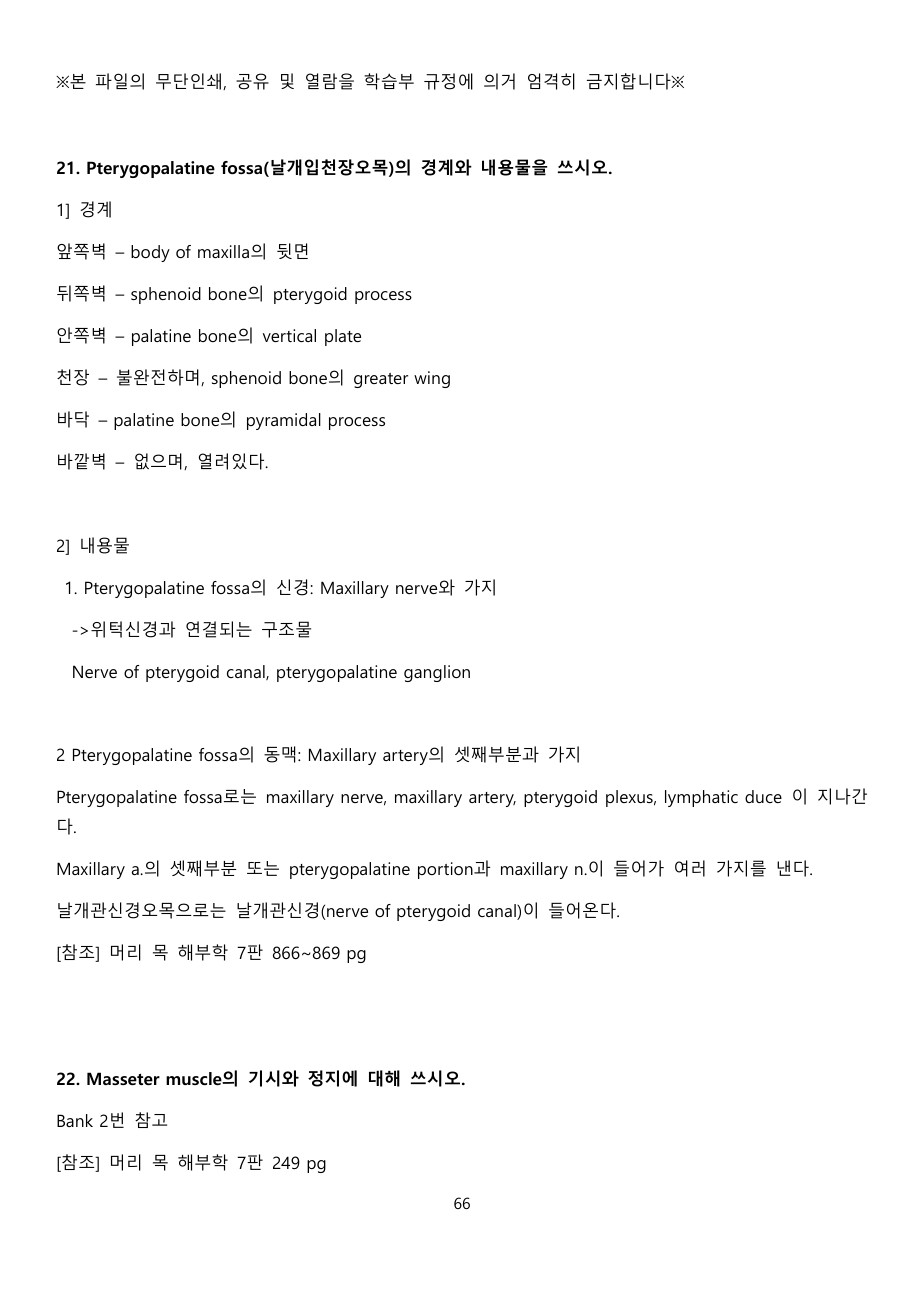 ※본 파일의 무단인쇄, 공유 및 열람을 학습부 규정에 의거 엄격히 금지합니다※
21. Pterygopalatine fossa(날개입천장오목)의 경계와 내용물을 쓰시오.
1] 경계
앞쪽벽 – body of maxilla의 뒷면
뒤쪽벽 – sphenoid bone의 pterygoid process
안쪽벽 – palatine bone의 vertical plate
천장 – 불완전하며, sphenoid bone의 greater wing
바닥 – palatine bone의 pyramidal process
바깥벽 – 없으며, 열려있다.
2] 내용물
1. Pterygopalatine fossa의 신경: Maxillary nerve와 가지
->위턱신경과 연결되는 구조물
Nerve of pterygoid canal, pterygopalatine ganglion
2 Pterygopalatine fossa의 동맥: Maxillary artery의 셋째부분과 가지
Pterygopalatine fossa로는 maxillary nerve, maxillary artery, pterygoid plexus, lymphatic duce 이 지나간
다.
Maxillary a.의 셋째부분 또는 pterygopalatine portion과 maxillary n.이 들어가 여러 가지를 낸다.
날개관신경오목으로는 날개관신경(nerve of pterygoid canal)이 들어온다.
[참조] 머리 목 해부학 7판 866~869 pg
22. Masseter muscle의 기시와 정지에 대해 쓰시오.
Bank 2번 참고
[참조] 머리 목 해부학 7판 249 pg
66